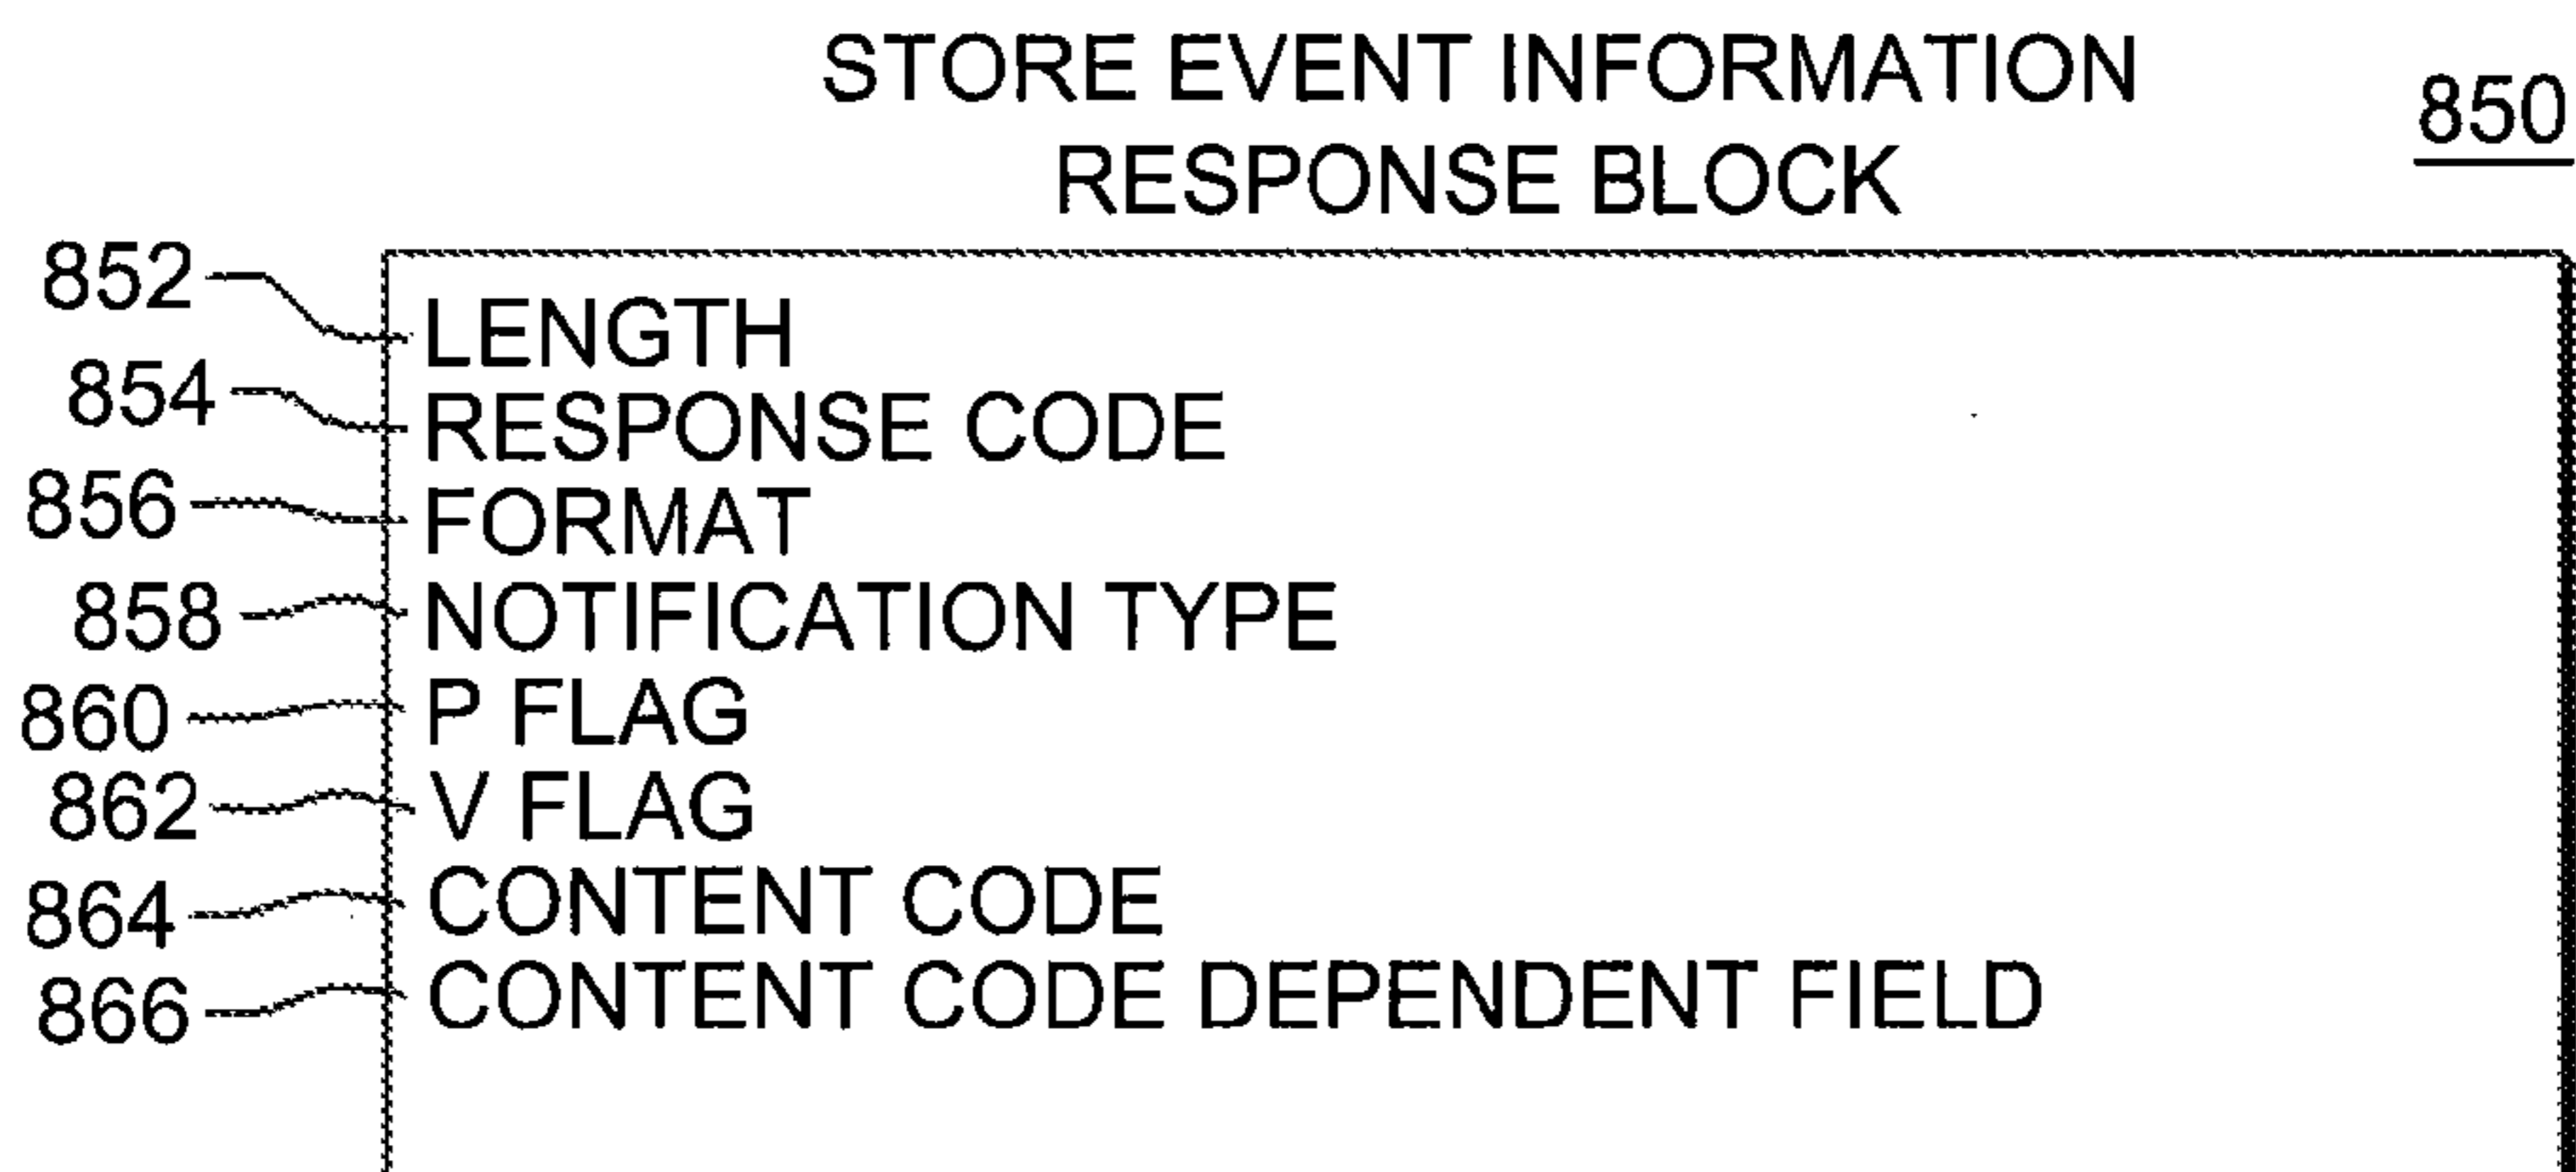 STORE EVENT INFORMATION
RESPONSE BLOCK
850
852 LENGTH
854 RESPONSE CODE
856 FORMAT
858 NOTIFICATION TYPE
860 P FLAG
862 V FLAG
864 CONTENT CODE
866 CONTENT CODE DEPENDENT FIELD